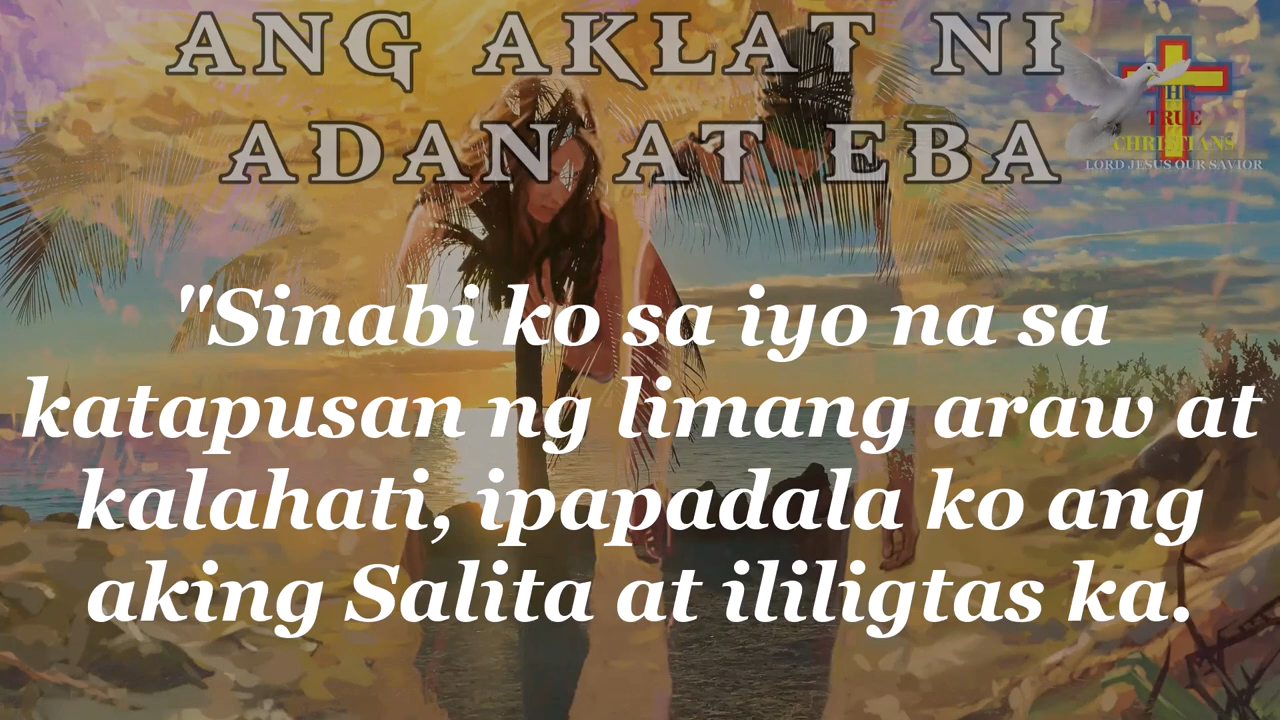 ANG AKLAT NI
ADAN AT EBA
THE
TRUE
CHRISTIANS
LORD JESUS OUR SAVIOR
"Sinabi ko sa iyo na sa
katapusan ng limang araw at
kalahati, ipapadala ko ang
aking Salita at ililigtas ka.